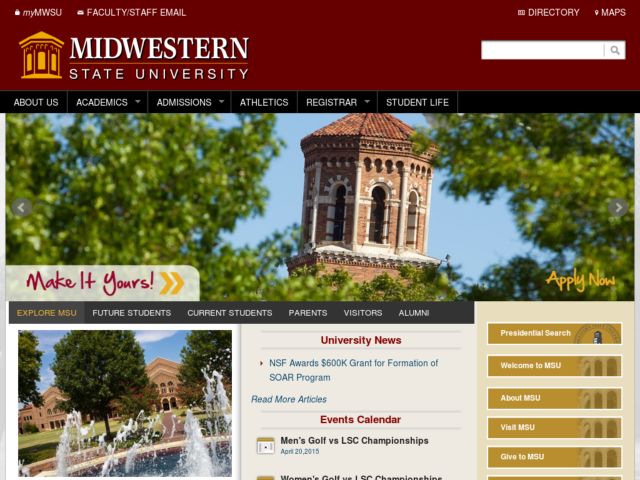 myMWSU
FACULTY/STAFF EMAIL
DIRECTORY
MAPS
MIDWESTERN
STATE UNIVERSITY
ABOUT US
ACADEMICS
ADMISSIONS
ATHLETICS
REGISTRAR
STUDENT LIFE
Make It Yours!
Apply Now
EXPLORE MSU
FUTURE STUDENTS
CURRENT STUDENTS
PARENTS
VISITORS
ALUMNI
University News
NSF Awards $600K Grant for Formation of
SOAR Program
Read More Articles
Events Calendar
Men's Golf vs LSC Championships
April 20,2015
Women's Golf vs LSC Championships
Presidential Search
Welcome to MSU
About MSU
Visit MSU
Give to MSU